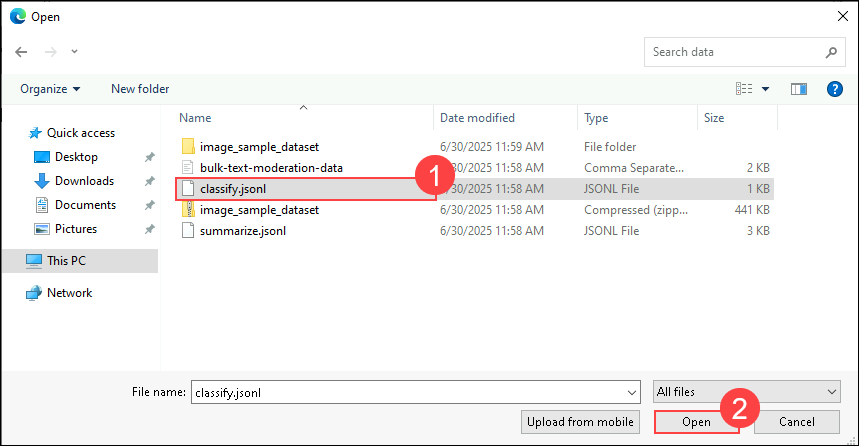 Open
Search data
Organize New folder
Name Date modified Type Size
Quick access
Desktop
Downloads
Documents
Pictures
This PC
Network
image_sample_dataset 6/30/2025 11:59 AM File folder
bulk-text-moderation-data 6/30/2025 11:58 AM Comma Separate... 2 KB
1
classify.jsonl 6/30/2025 11:58 AM JSONL File 1 KB
image_sample_dataset 6/30/2025 11:58 AM Compressed (zipp... 441 KB
summarize.jsonl 6/30/2025 11:58 AM JSONL File 3 KB
File name: classify.jsonl All files
2
Upload from mobile Open Cancel